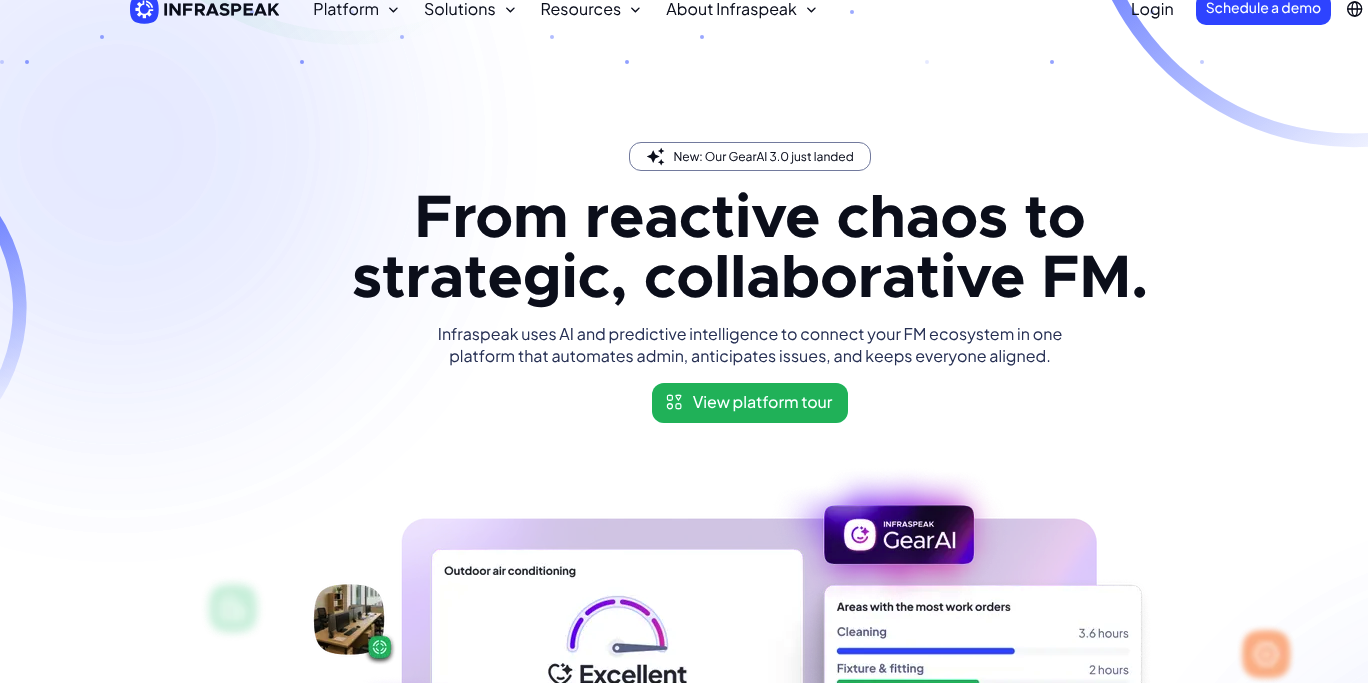 INFRASPEAK
Platform
Solutions
Resources
About Infraspeak
Login
Schedule a demo
New: Our GearAI 3.0 just landed
From reactive chaos to
strategic, collaborative FM.
Infraspeak uses AI and predictive intelligence to connect your FM ecosystem in one
platform that automates admin, anticipates issues, and keeps everyone aligned.
View platform tour
INFRASPEAK
GearAI
Outdoor air conditioning
Excellent
Areas with the most work orders
Cleaning 3.6 hours
Fixture & fitting 2 hours